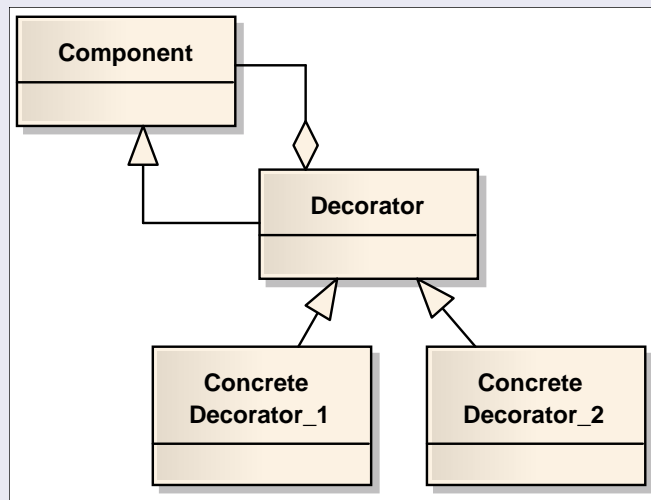 Component
Decorator
Concrete
Decorator_1
Concrete
Decorator_2